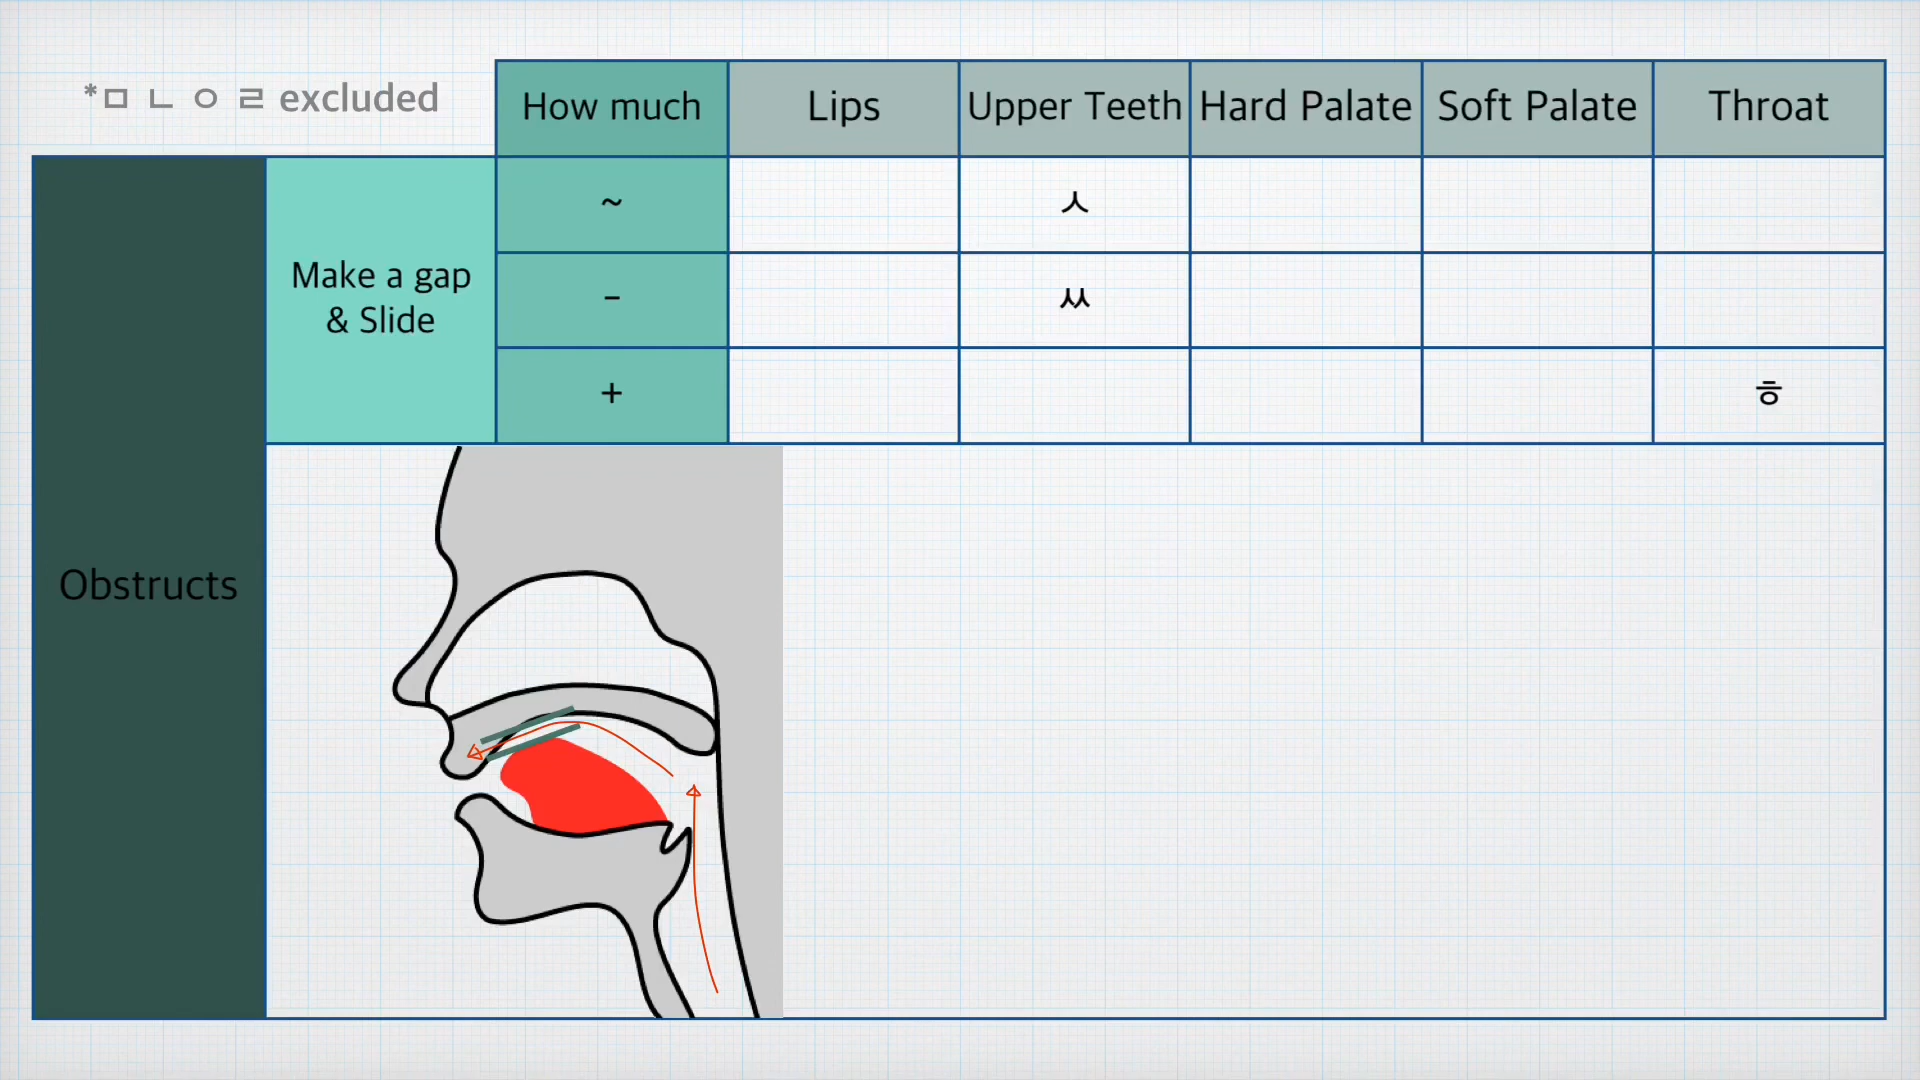 *ㅁ ㄴ ㅇ ㄹ excluded
How much Lips Upper Teeth Hard Palate Soft Palate Throat
~ ㅅ
Make a gap
& Slide
- ㅆ
+ ㅎ
Obstructs